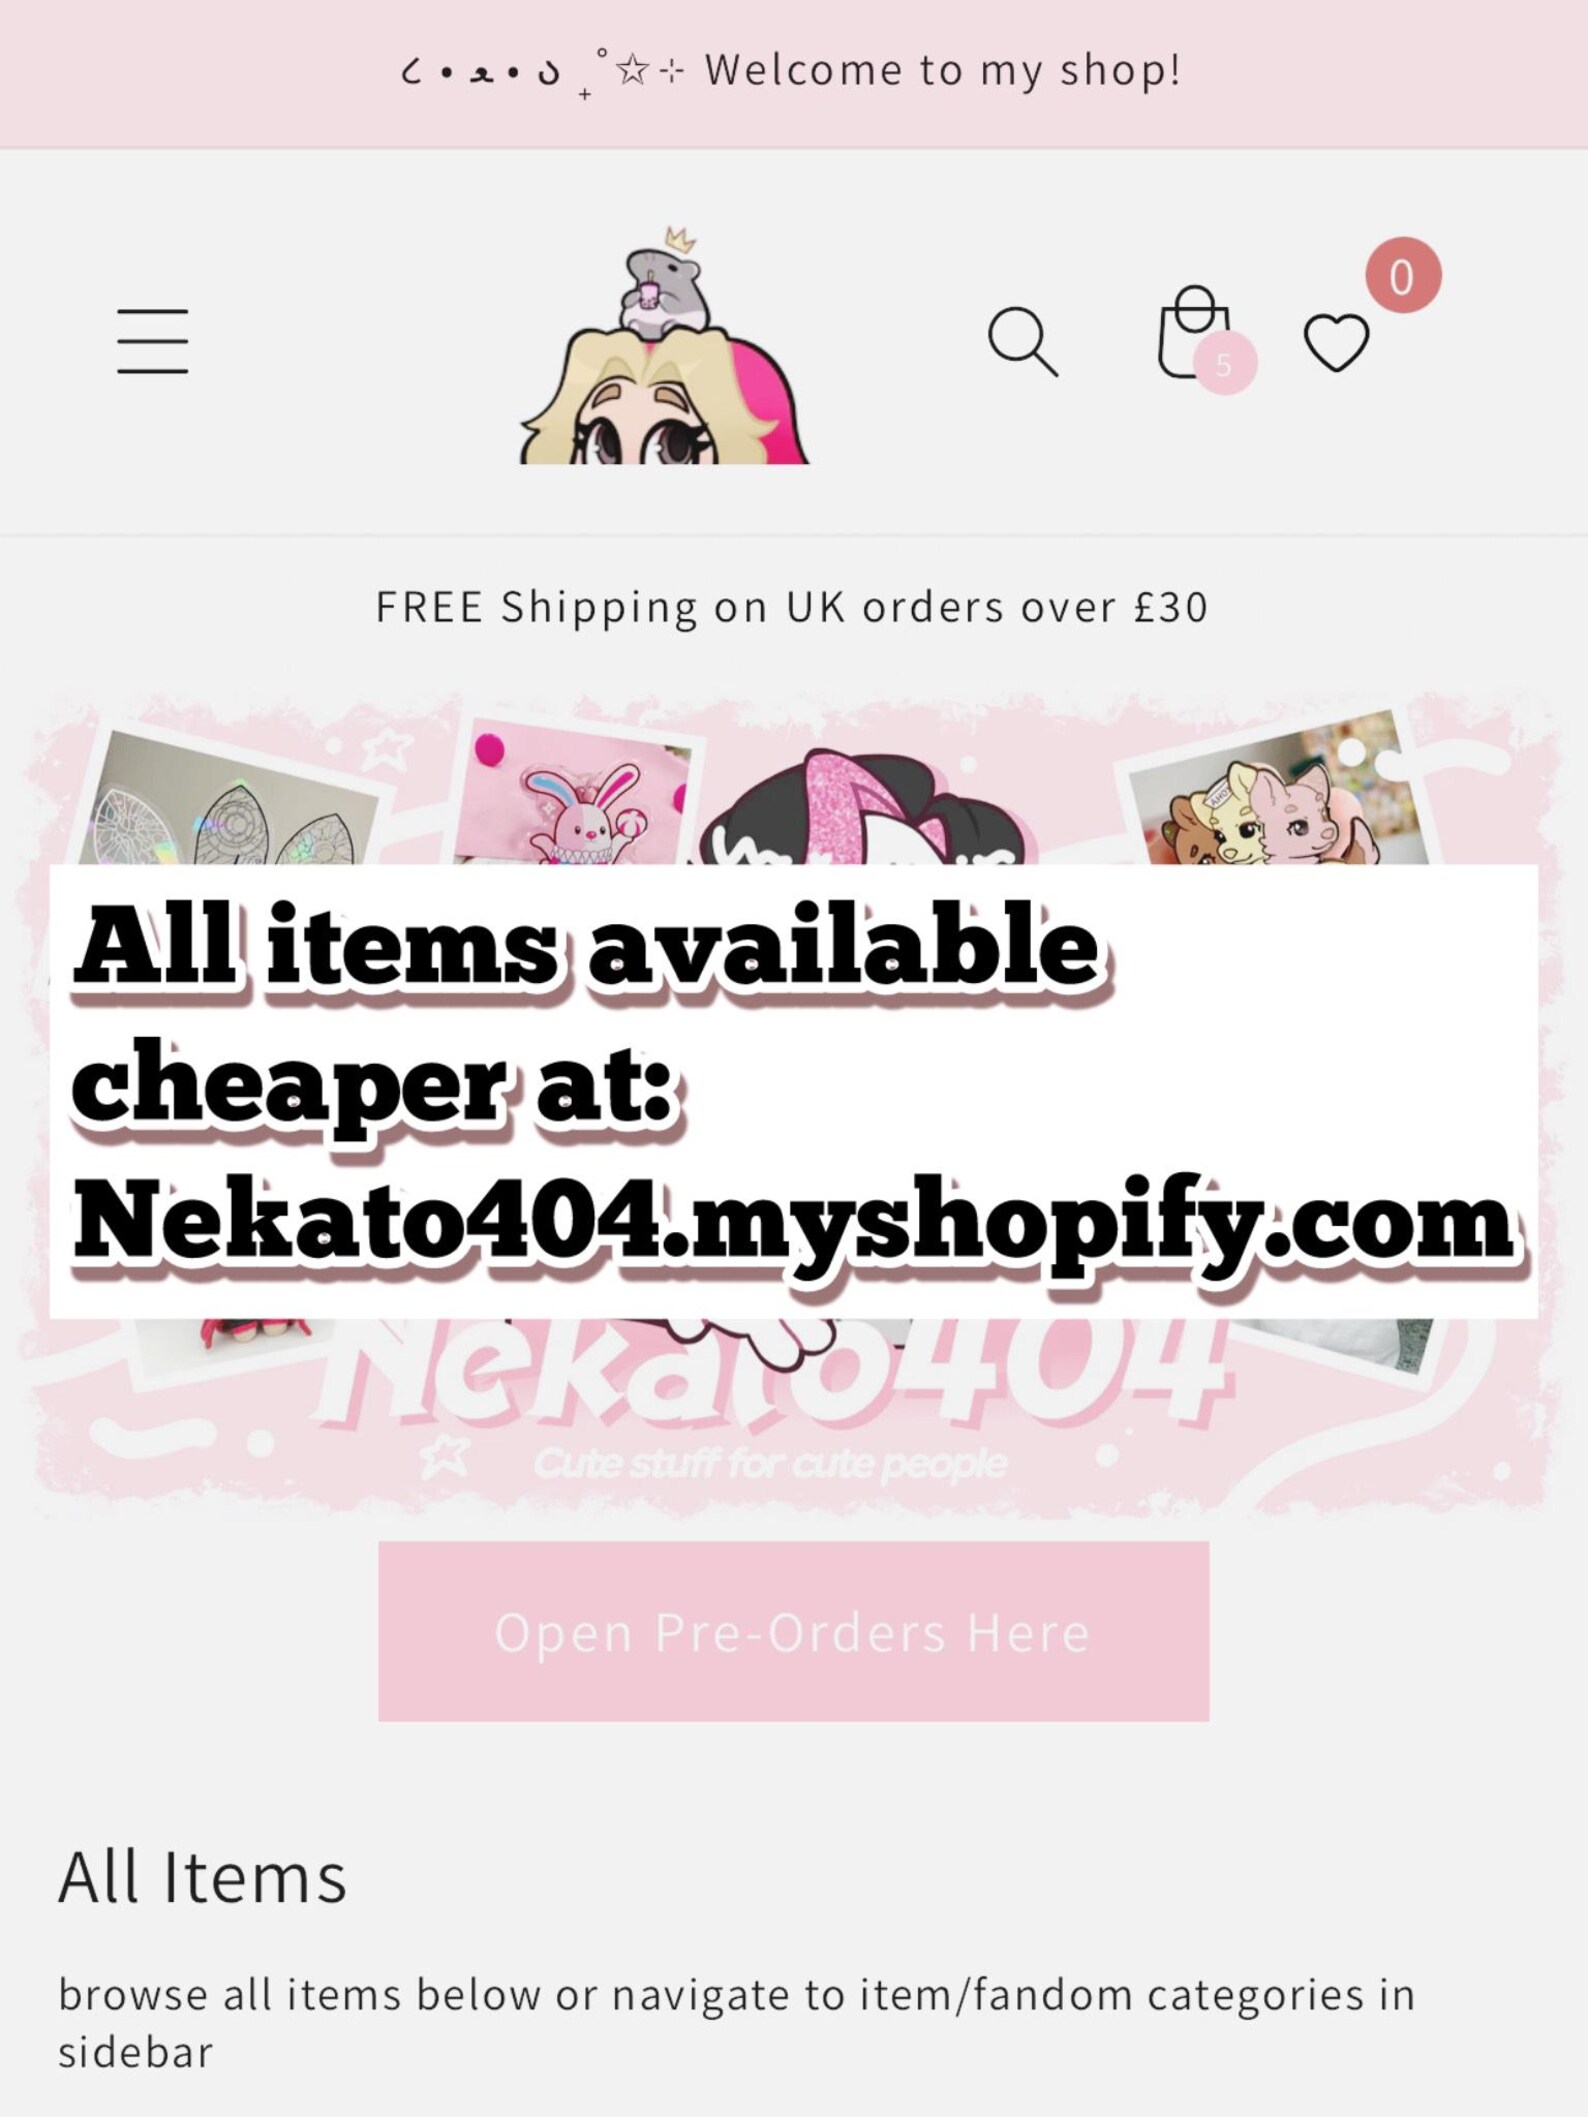 ૮ • ﻌ • ა ₊˚☆⊹ Welcome to my shop!
0
5
FREE Shipping on UK orders over £30
All items available
cheaper at:
Nekato404.myshopify.com
Nekato404
Cute stuff for cute people
Open Pre-Orders Here
All Items
browse all items below or navigate to item/fandom categories in
sidebar